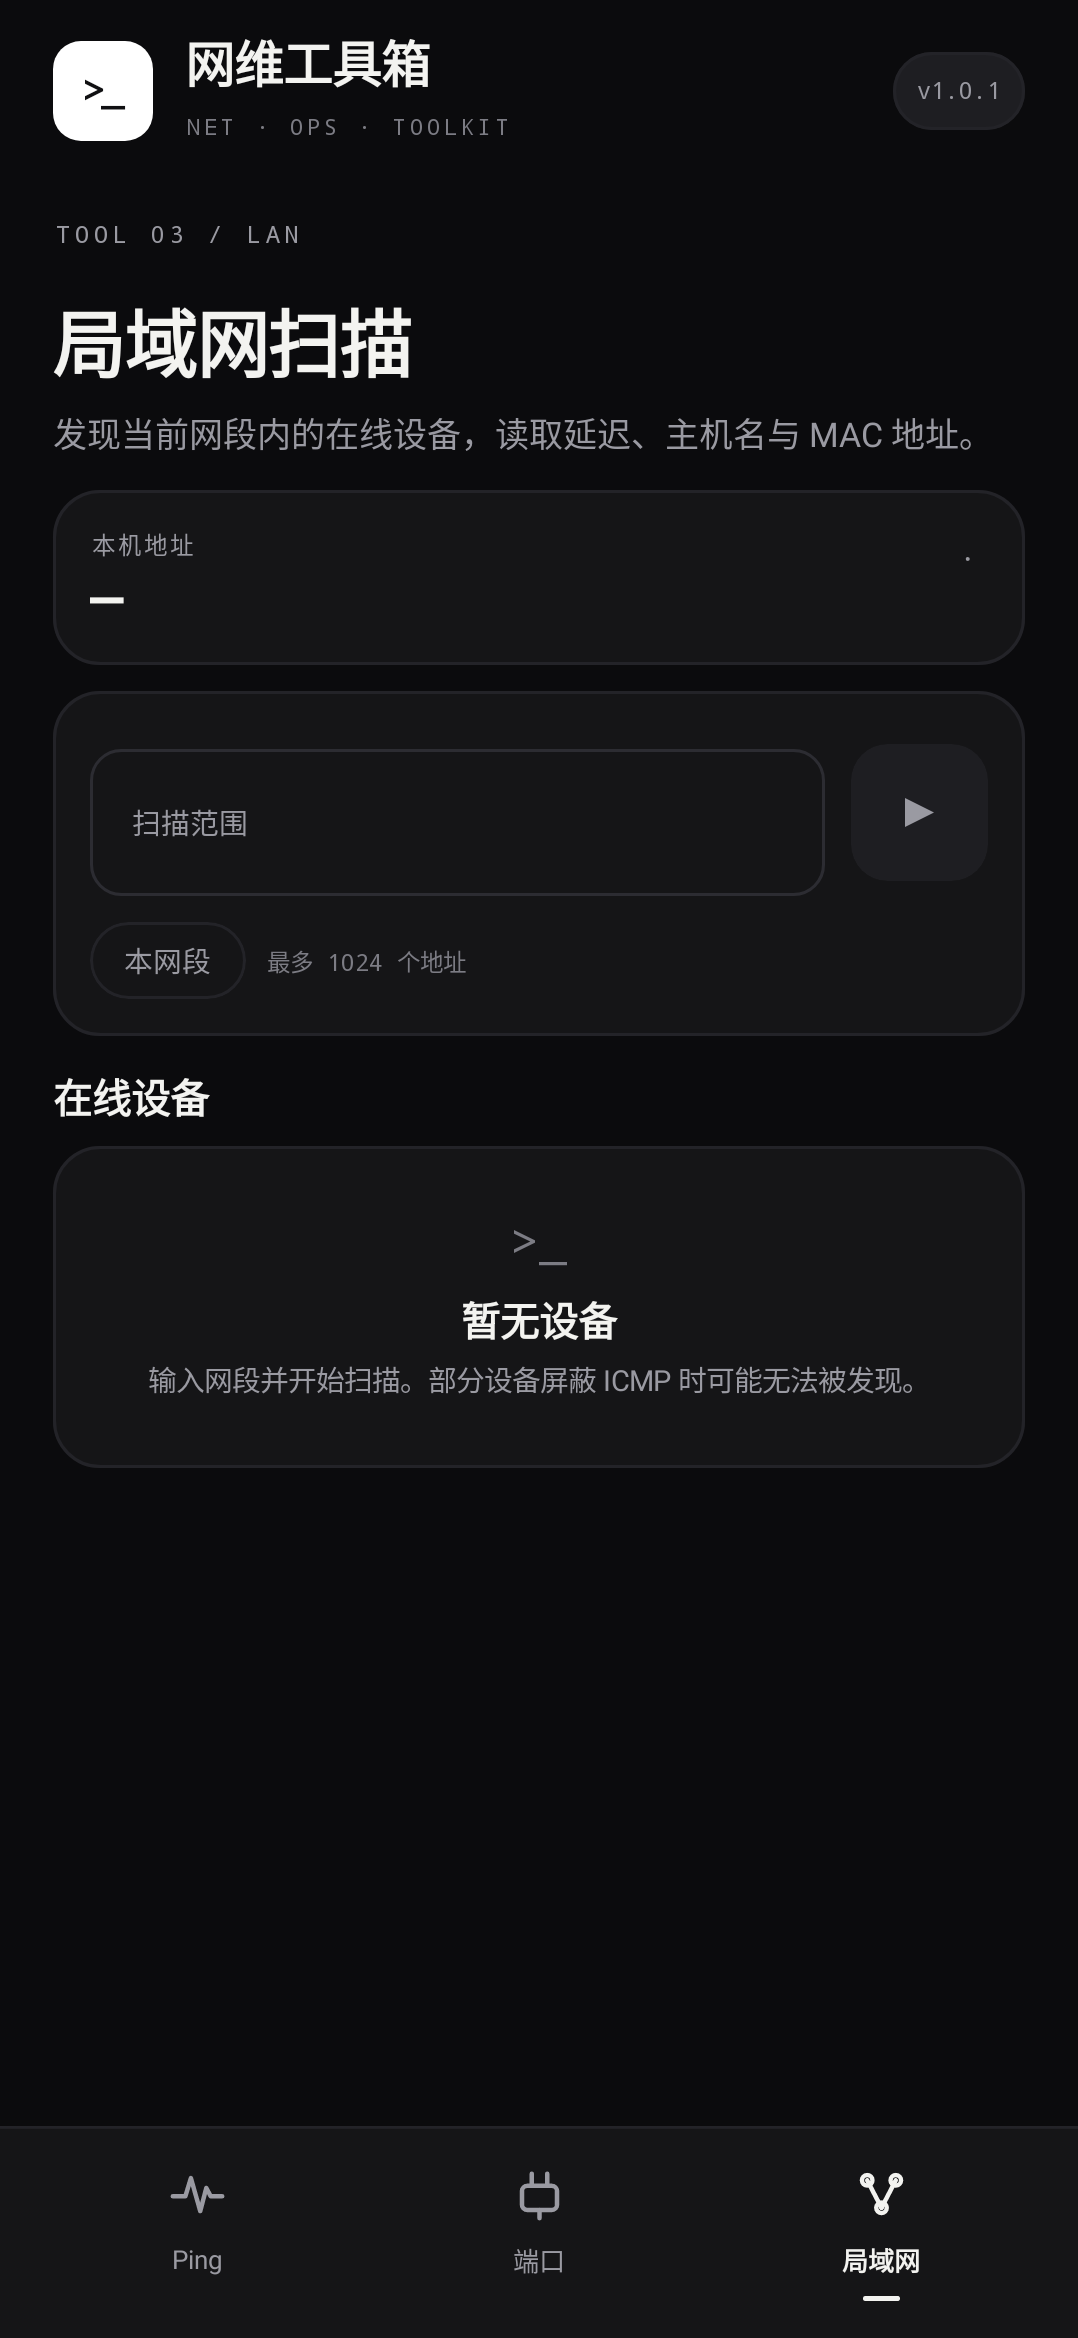 >_
网维工具箱
NET · OPS · TOOLKIT
v1.0.1
TOOL 03 / LAN
局域网扫描
发现当前网段内的在线设备，读取延迟、主机名与 MAC 地址。
本机地址
.
—
扫描范围
本网段
最多 1024 个地址
在线设备
>_
暂无设备
输入网段并开始扫描。部分设备屏蔽 ICMP 时可能无法被发现。
Ping
端口
局域网